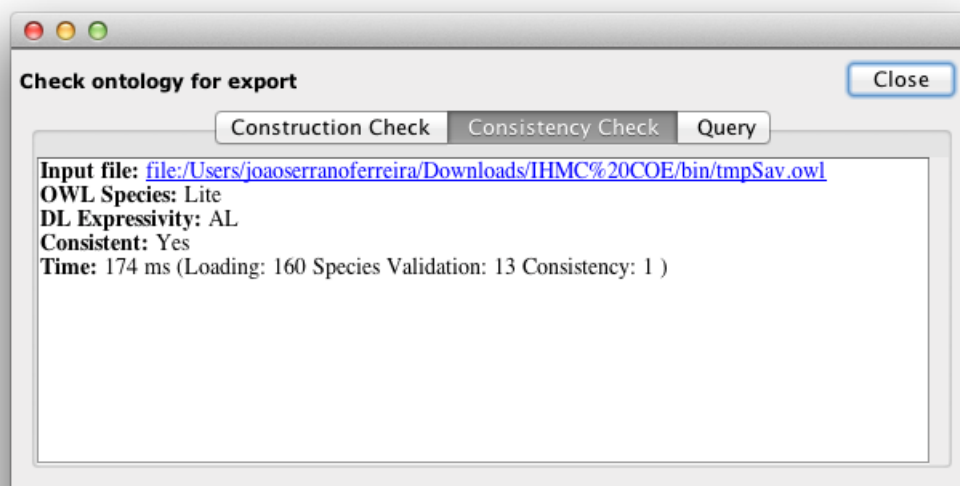 Check ontology for export
Close
Construction Check
Consistency Check
Query
Input file: file:/Users/joaoserranoferreira/Downloads/IHMC%20COE/bin/tmpSav.owl
OWL Species: Lite
DL Expressivity: AL
Consistent: Yes
Time: 174 ms (Loading: 160 Species Validation: 13 Consistency: 1 )